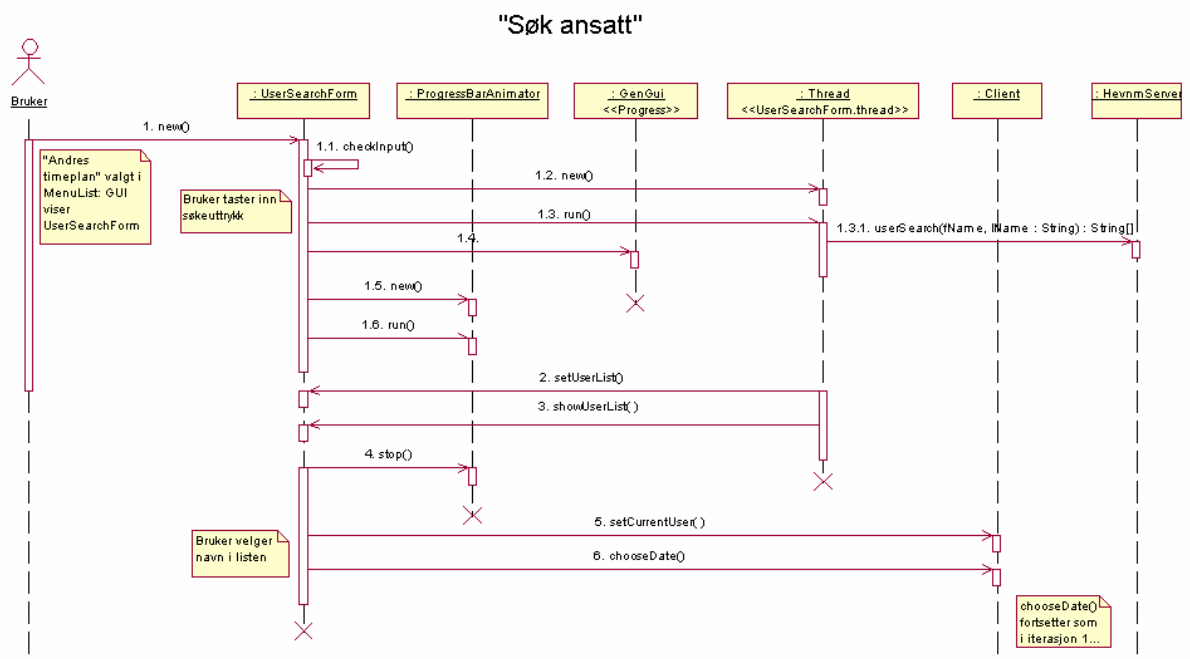 "Søk ansatt"
Bruker
: UserSearchForm
: ProgressBarAnimator
: GenGui
<<Progress>>
: Thread
<<UserSearchForm.thread>>
: Client
: HevnmServer
1. new()
"Andres
timeplan" valgt i
MenuList: GUI
viser
UserSearchForm
1.1. checkInput()
1.2. new()
Bruker taster inn
søkeuttrykk
1.3. run()
1.3.1. userSearch(fName, lName : String) : String[]
1.4.
1.5. new()
1.6. run()
2. setUserList()
3. showUserList( )
4. stop()
5. setCurrentUser( )
Bruker velger
navn i listen
6. chooseDate()
chooseDate()
fortsetter som
i iterasjon 1...